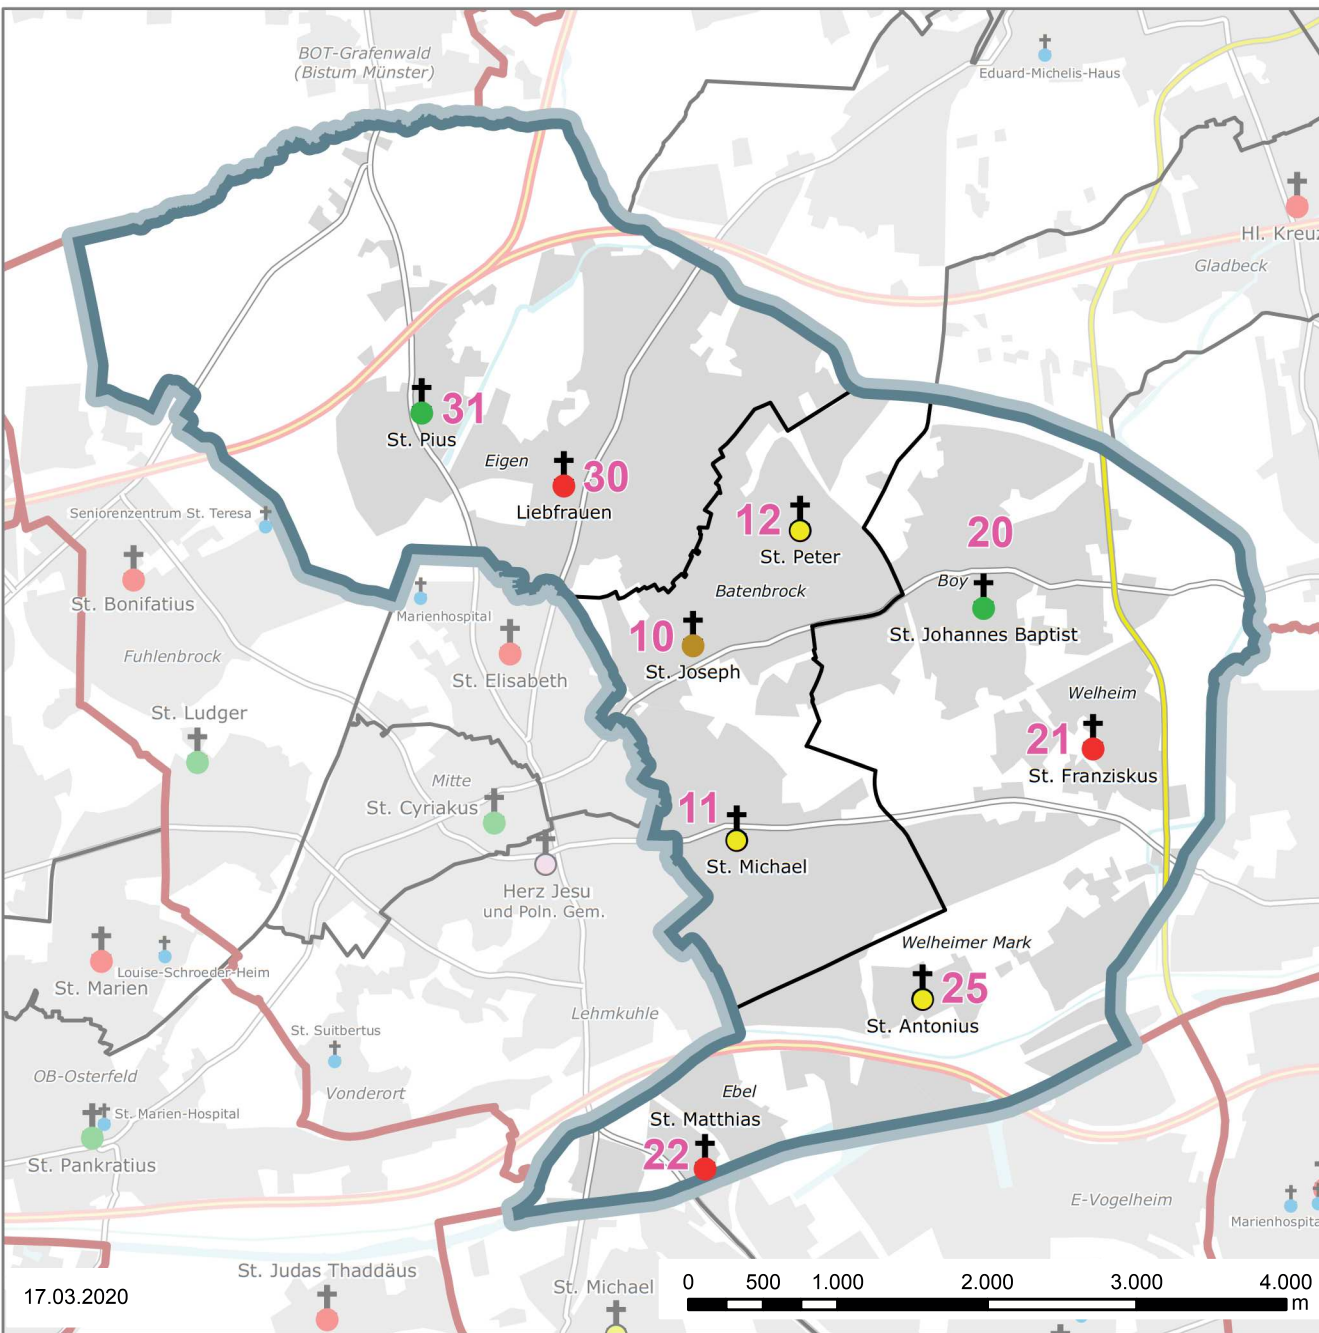 BOT-Grafenwald
(Bistum Münster)
Eduard-Michelis-Haus
Hl. Kreuz
Gladbeck
31
St. Pius
Eigen
30
Liebfrauen
12
St. Peter
20
Seniorenzentrum St. Teresa
St. Bonifatius
Marienhospital
Batenbrock
Boy
St. Johannes Baptist
10
St. Joseph
Fuhlenbrock
St. Elisabeth
Welheim
St. Ludger
21
St. Franziskus
Mitte
St. Cyriakus
11
St. Michael
Herz Jesu
und Poln. Gem.
Welheimer Mark
25
St. Antonius
Louise-Schroeder-Heim
St. Marien
Lehmkuhle
St. Suitbertus
OB-Osterfeld
Vonderort
Ebel
St. Matthias
22
St. Marien-Hospital
St. Pankratius
E-Vogelheim
Marienhospita
St. Judas Thaddäus
St. Michael
17.03.2020
0 500 1.000 2.000 3.000 4.000
m